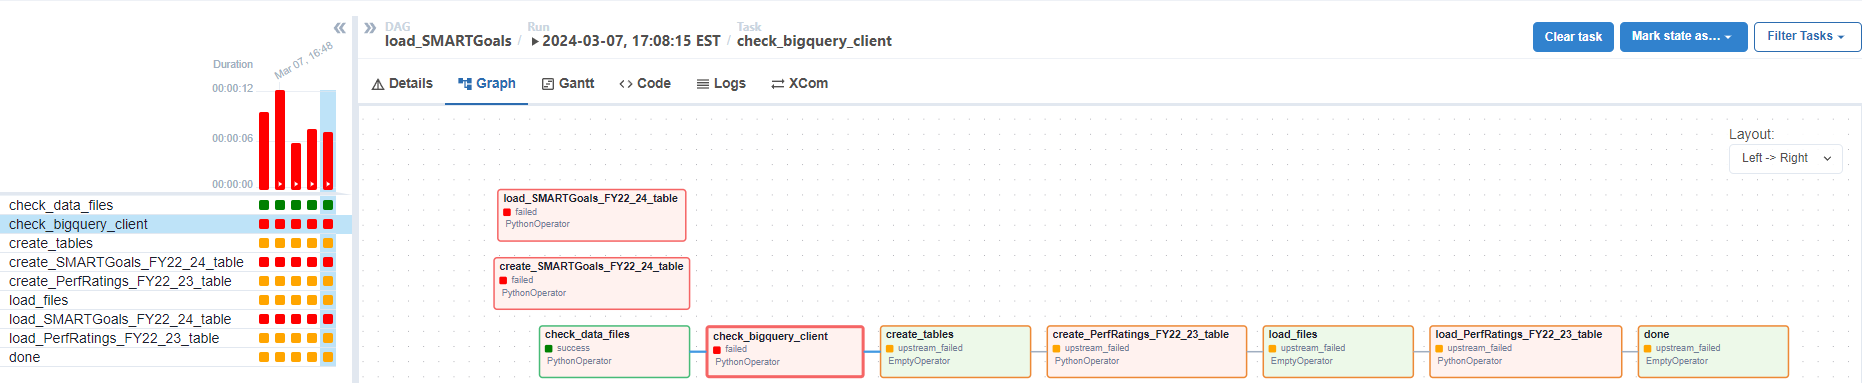 DAG
Run
Task
load_SMARTGoals / 2024-03-07, 17:08:15 EST / check_bigquery_client
Clear task
Mark state as...
Filter Tasks
Details
Graph
Gantt
Code
Logs
XCom
Mar 07, 16:48
Duration
00:00:12
00:00:06
00:00:00
check_data_files
check_bigquery_client
create_tables
create_SMARTGoals_FY22_24_table
create_PerfRatings_FY22_23_table
load_files
load_SMARTGoals_FY22_24_table
load_PerfRatings_FY22_23_table
done
Layout:
Left -> Right
load_SMARTGoals_FY22_24_table
failed
PythonOperator
create_SMARTGoals_FY22_24_table
failed
PythonOperator
check_data_files
success
PythonOperator
check_bigquery_client
failed
PythonOperator
create_tables
upstream_failed
EmptyOperator
create_PerfRatings_FY22_23_table
upstream_failed
PythonOperator
load_files
upstream_failed
EmptyOperator
load_PerfRatings_FY22_23_table
upstream_failed
PythonOperator
done
upstream_failed
EmptyOperator